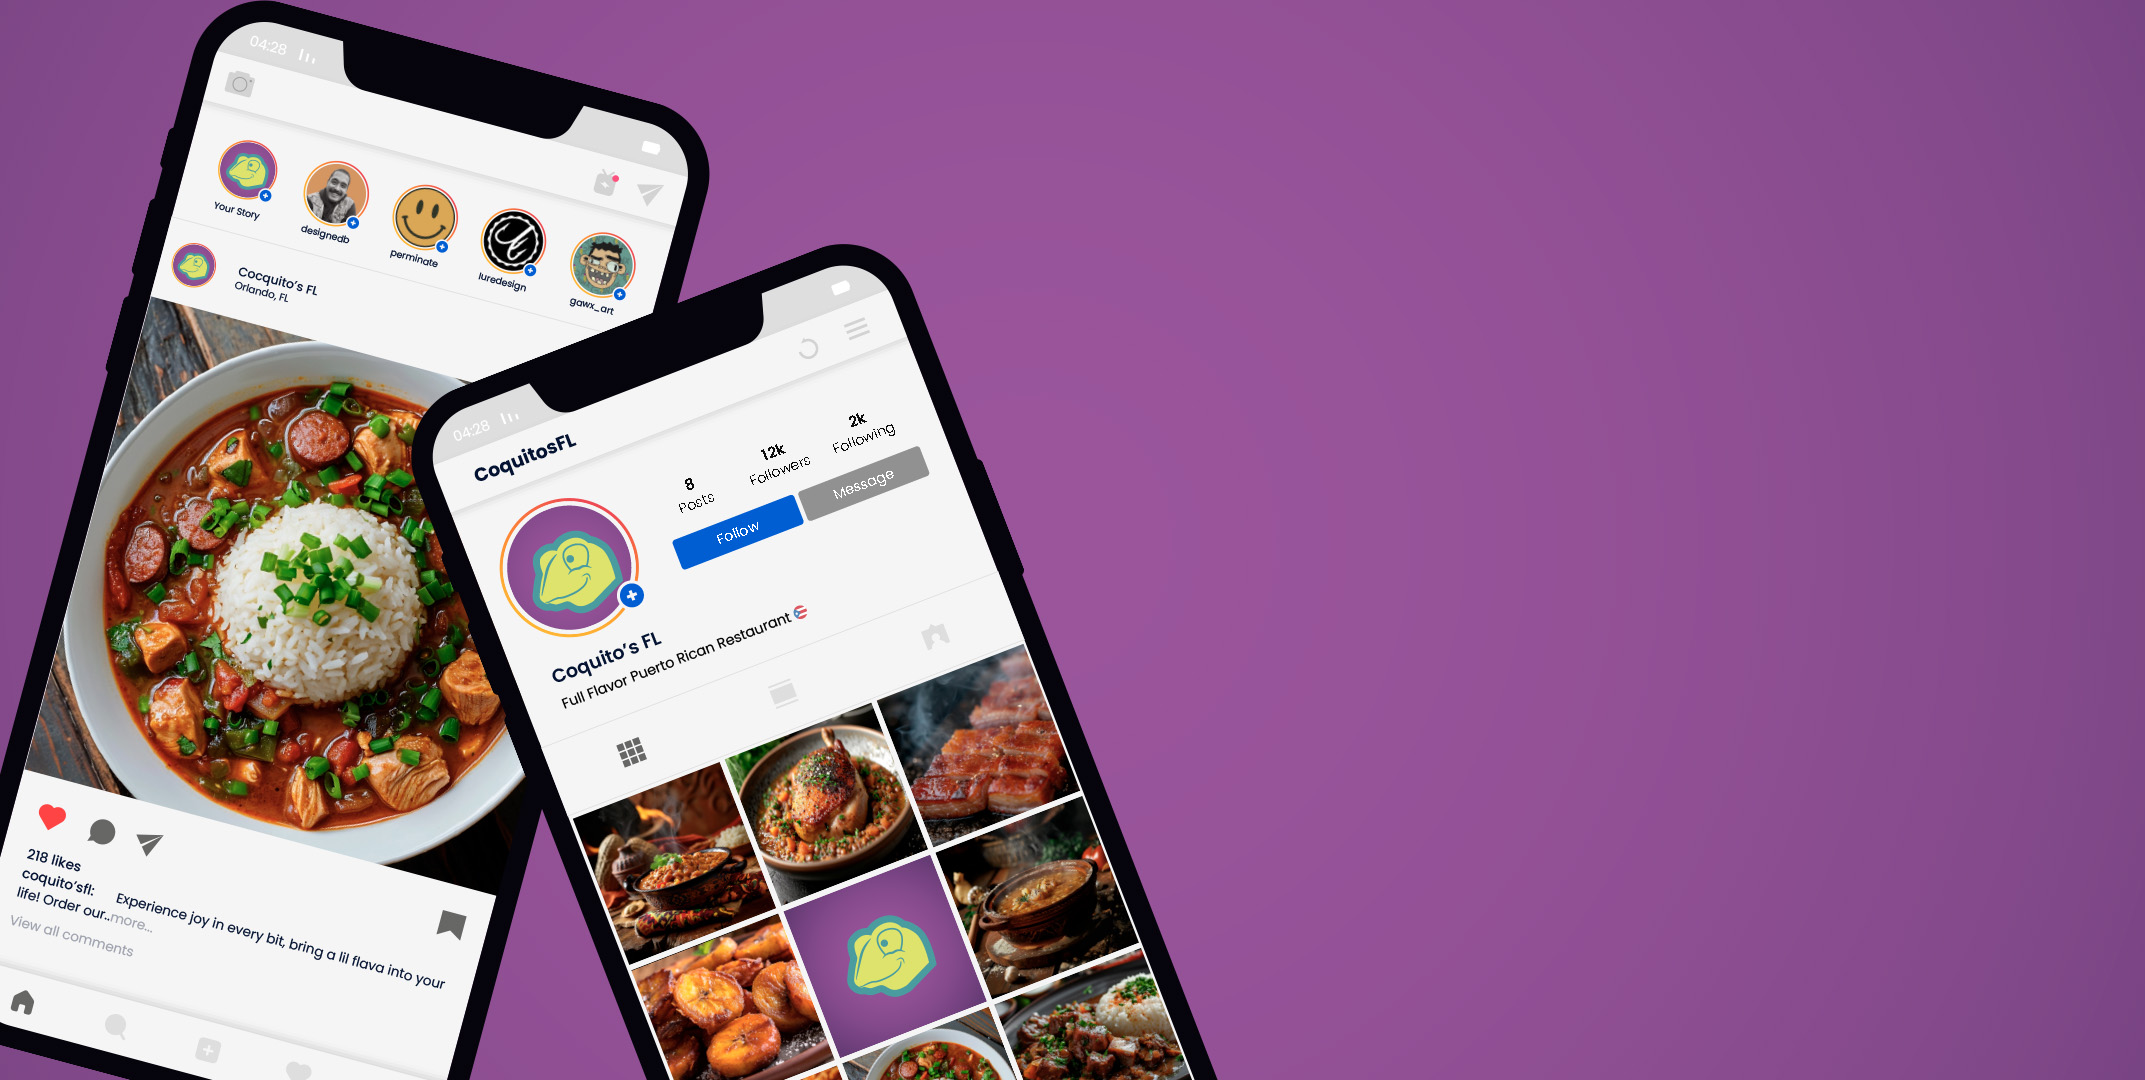 04:28
Your Story
designedb
perminate
luredesign
gawx_art
Cocquito's FL
Orlando, FL
218 likes
coquito'sfl: Experience joy in every bit, bring a lil flava into your
life! Order our..more...
View all comments
04:28
CoquitosFL
8
Posts
12k
Followers
2k
Following
Follow
Message
Coquito's FL
Full Flavor Puerto Rican Restaurant